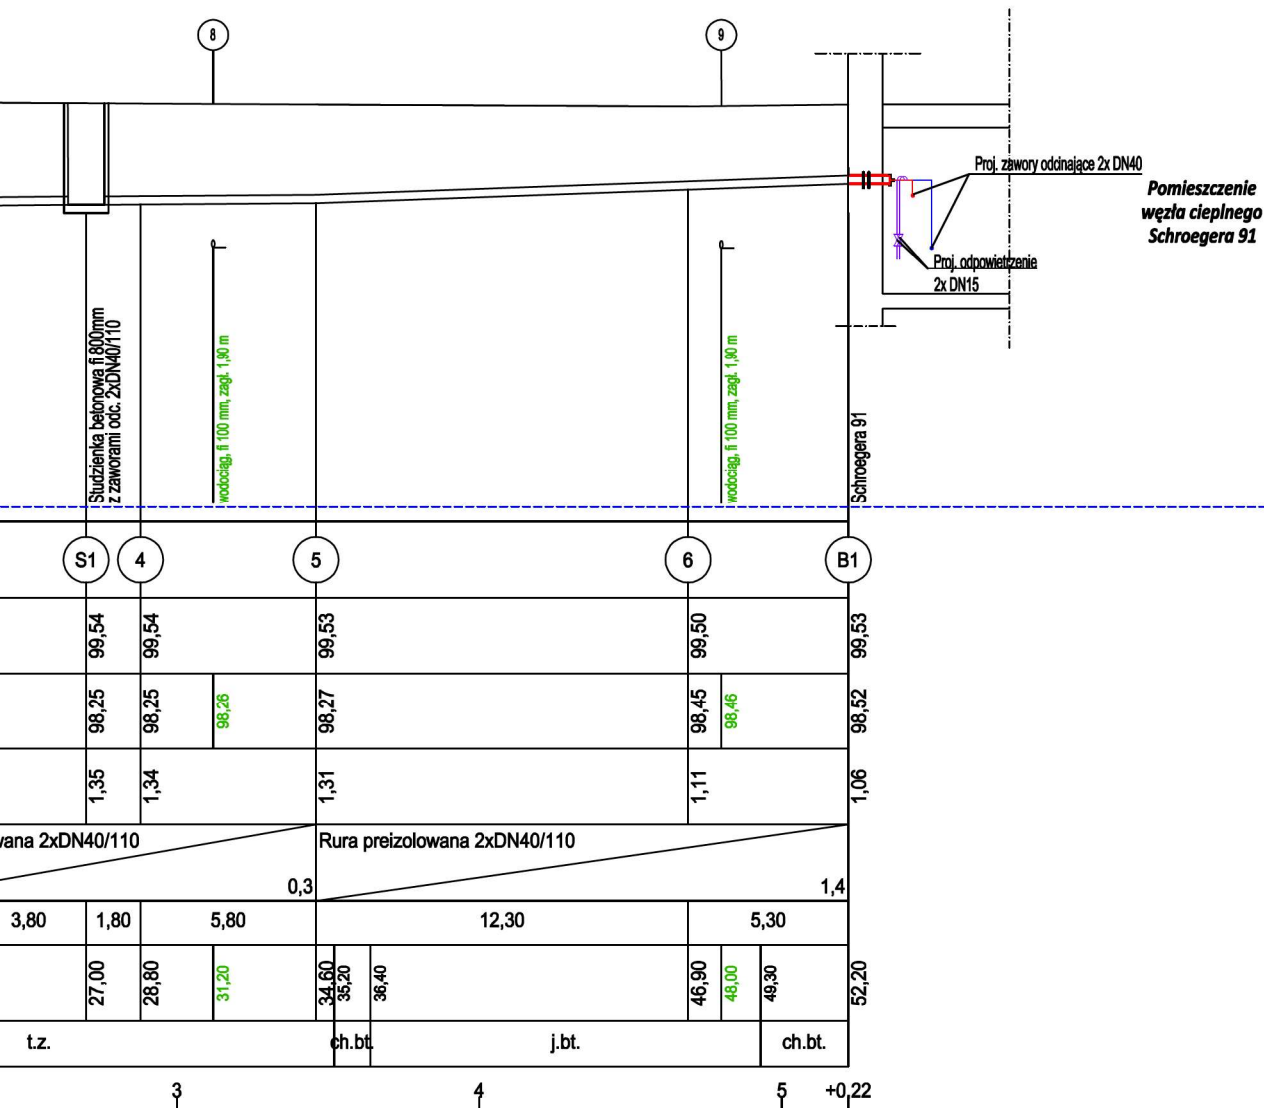 8
9
Proj. zawory odcinające 2x DN40
Pomieszczenie
węzła cieplnego
Schroegera 91
Proj. odpowietrzenie
2x DN15
Studzienka betonowa fi 800mm
z zaworami odc. 2xDN40/110
wodociąg, fi 100 mm, zagł. 1,90 m
wodociąg, fi 100 mm, zagł. 1,90 m
Schroegera 91
S1 4 5 6 B1
99,54 99,54 99,53 99,50 99,53
98,25 98,25 98,26 98,27 98,45 98,46 98,52
1,35 1,34 1,31 1,11 1,06
wana 2xDN40/110 Rura preizolowana 2xDN40/110
0,3 1,4
3,80 1,80 5,80 12,30 5,30
27,00 28,80 31,20 34,60 35,20 36,40 46,90 48,00 49,30 52,20
t.z. ch.bt. j.bt. ch.bt.
3 4 5 +0,22